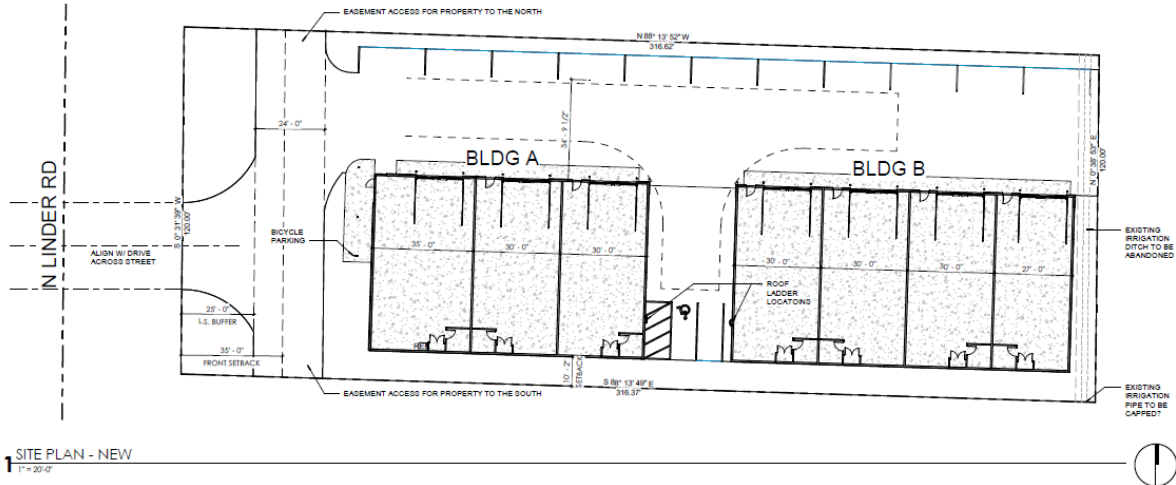 EASEMENT ACCESS FOR PROPERTY TO THE NORTH
N 88° 13' 52" W
316.62'
24' - 0"
34' - 9 1/2"
BLDG A
BLDG B
N 0° 38' 53" E
120.00'
N LINDER RD
S 0° 31' 39" W
120.00'
ALIGN W/ DRIVE
ACROSS STREET
BICYCLE
PARKING
35' - 0"
30' - 0"
30' - 0"
30' - 0"
30' - 0"
30' - 0"
27' - 0"
EXISTING
IRRIGATION
DITCH TO BE
ABANDONED
ROOF
LADDER
LOCATOINS
25' - 0"
L.S. BUFFER
35' - 0"
FRONT SETBACK
10' - 2"
SETBACK
S 88° 13' 49" E
316.37'
EASEMENT ACCESS FOR PROPERTY TO THE SOUTH
EXISTING
IRRIGATION
PIPE TO BE
CAPPED?
1 SITE PLAN - NEW
1" = 20'-0"